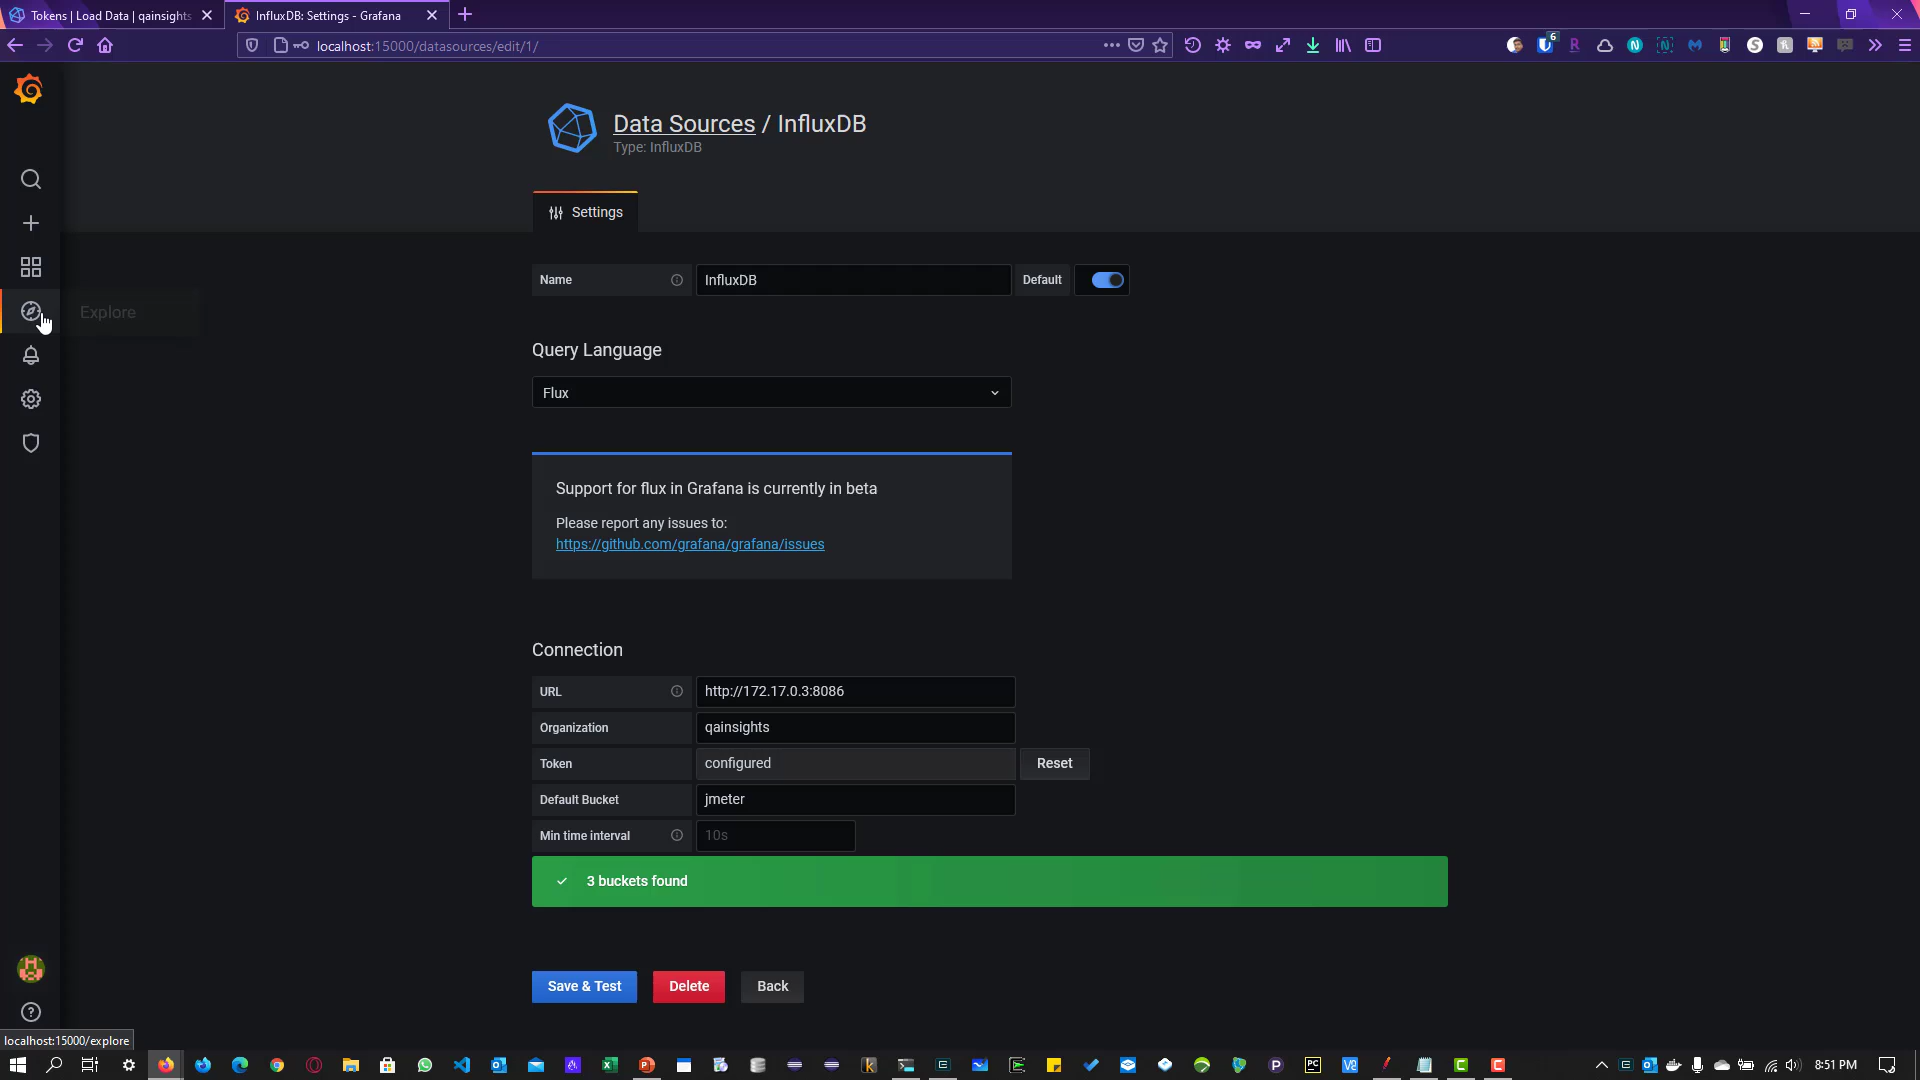 Tokens | Load Data | qainsights
InfluxDB: Settings - Grafana
localhost:15000/datasources/edit/1/
6
Data Sources / InfluxDB
Type: InfluxDB
Settings
Name
InfluxDB
Default
Explore
Query Language
Flux
Support for flux in Grafana is currently in beta
Please report any issues to:
https://github.com/grafana/grafana/issues
Connection
URL
http://172.17.0.3:8086
Organization
qainsights
Token
configured
Reset
Default Bucket
jmeter
Min time interval
10s
3 buckets found
Save & Test
Delete
Back
localhost:15000/explore
8:51 PM